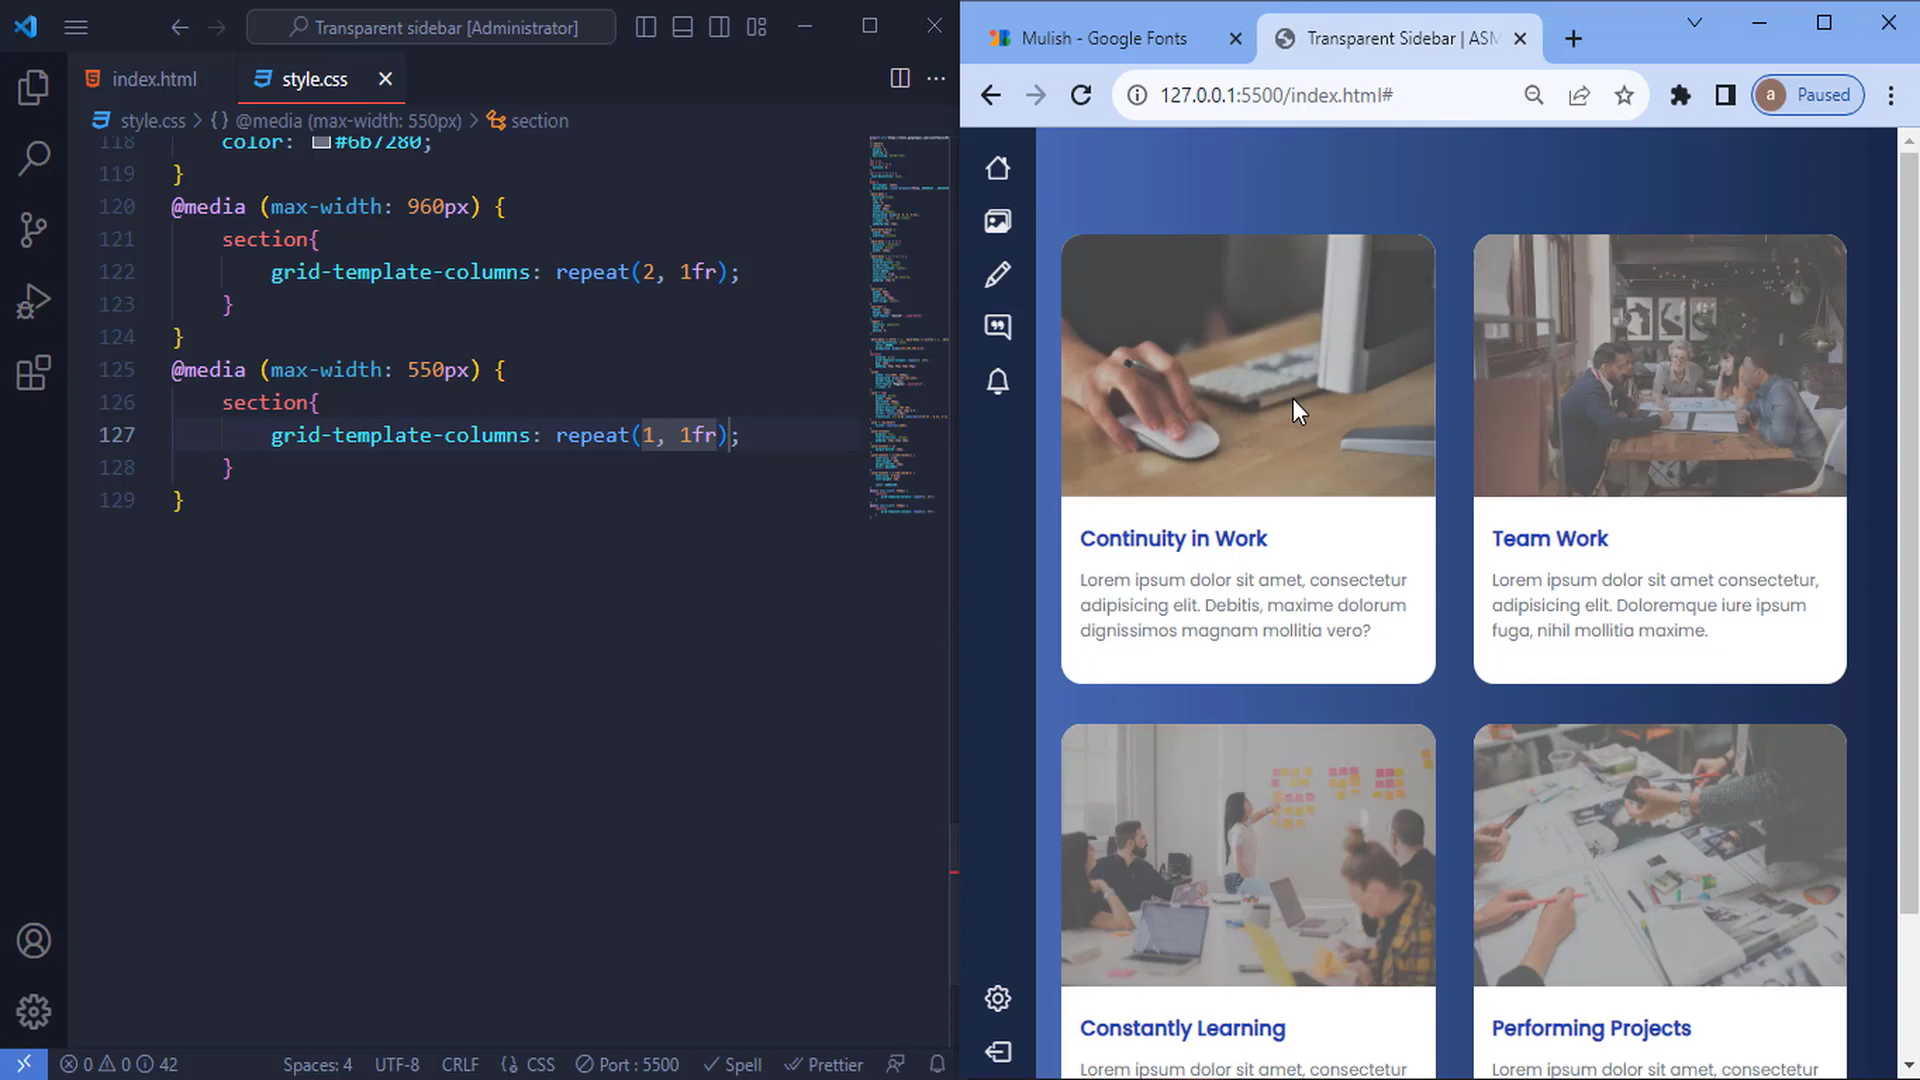 Transparent sidebar [Administrator]
index.html
style.css
style.css > {} @media (max-width: 550px) > section
118 color: #6b7280;
119 }
120 @media (max-width: 960px) {
121 section{
122 grid-template-columns: repeat(2, 1fr);
123 }
124 }
125 @media (max-width: 550px) {
126 section{
127 grid-template-columns: repeat(1, 1fr);
128 }
129 }
0 0 42
Spaces: 4
UTF-8
CRLF
{} CSS
Port : 5500
Spell
Prettier
Mulish - Google Fonts
Transparent Sidebar | ASM
127.0.0.1:5500/index.html#
a Paused
Continuity in Work
Lorem ipsum dolor sit amet, consectetur
adipisicing elit. Debitis, maxime dolorum
dignissimos magnam mollitia vero?
Team Work
Lorem ipsum dolor sit amet consectetur,
adipisicing elit. Doloremque iure ipsum
fuga, nihil mollitia maxime.
Constantly Learning
Lorem ipsum dolor sit amet, consectetur
Performing Projects
Lorem ipsum dolor sit amet, consectetur